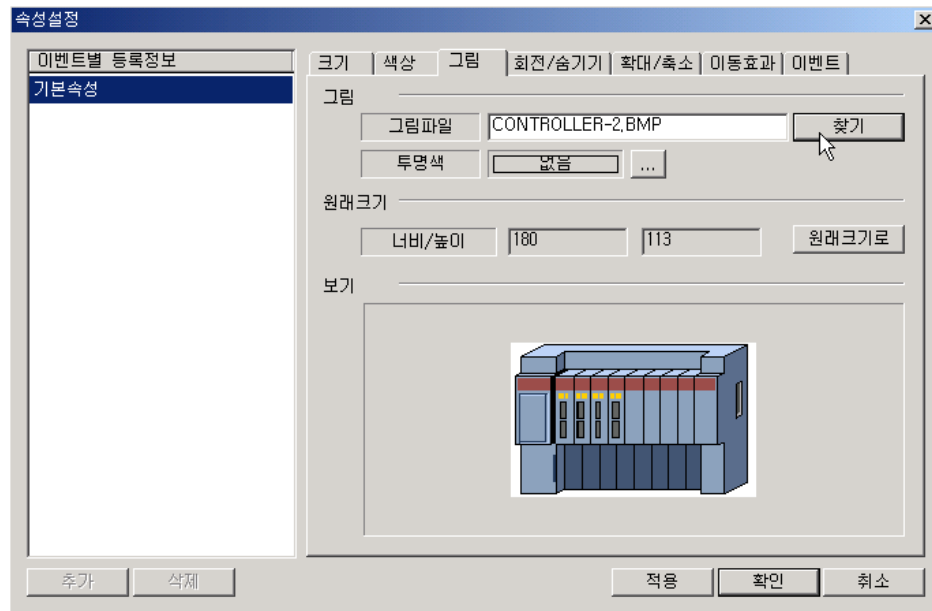 속성설정
이벤트별 등록정보
기본속성
크기 색상 그림 회전/숨기기 확대/축소 이동효과 이벤트
그림
그림파일 CONTROLLER-2,BMP 찾기
투명색 없음 ...
원래크기
너비/높이 180 113 원래크기로
보기
추가 삭제 적용 확인 취소